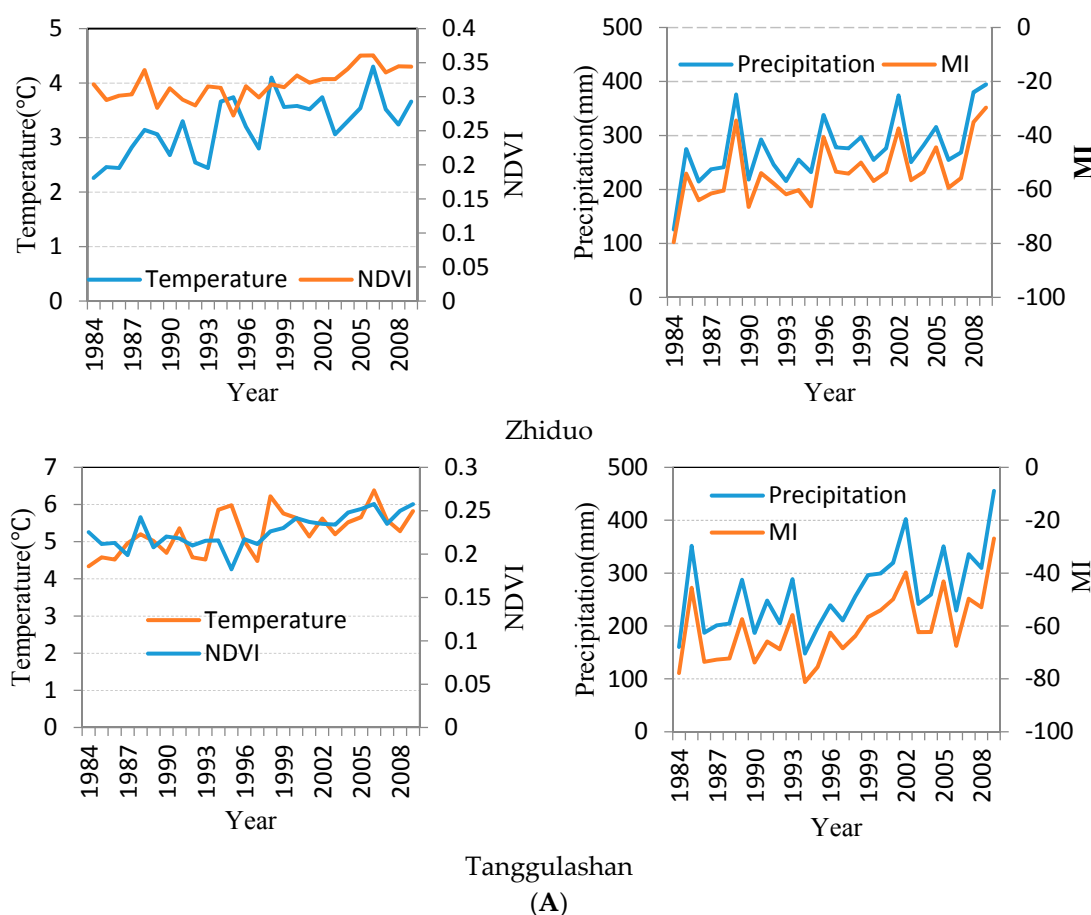 5
4
3
2
1
0
Temperature(°C)
0.4
0.35
0.3
0.25
0.2
0.15
0.1
0.05
0
NDVI
Temperature NDVI
1984 1987 1990 1993 1996 1999 2002 2005 2008
Year
500
400
300
200
100
0
Precipitation(mm)
0
-20
-40
-60
-80
-100
MI
Precipitation MI
1984 1987 1990 1993 1996 1999 2002 2005 2008
Year
Zhiduo
7
6
5
4
3
2
1
0
Temperature(°C)
0.3
0.25
0.2
0.15
0.1
0.05
0
NDVI
Temperature
NDVI
1984 1987 1990 1993 1996 1999 2002 2005 2008
Year
500
400
300
200
100
0
Precipitation(mm)
0
-20
-40
-60
-80
-100
MI
Precipitation
MI
1984 1987 1990 1993 1996 1999 2002 2005 2008
Year
Tanggulashan
(A)